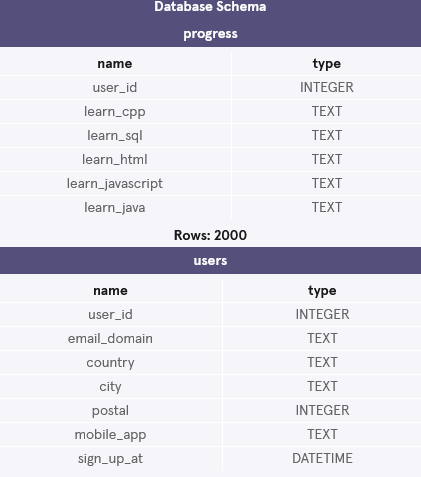 Database Schema
progress
name type
user_id INTEGER
learn_cpp TEXT
learn_sql TEXT
learn_html TEXT
learn_javascript TEXT
learn_java TEXT
Rows: 2000
users
name type
user_id INTEGER
email_domain TEXT
country TEXT
city TEXT
postal INTEGER
mobile_app TEXT
sign_up_at DATETIME